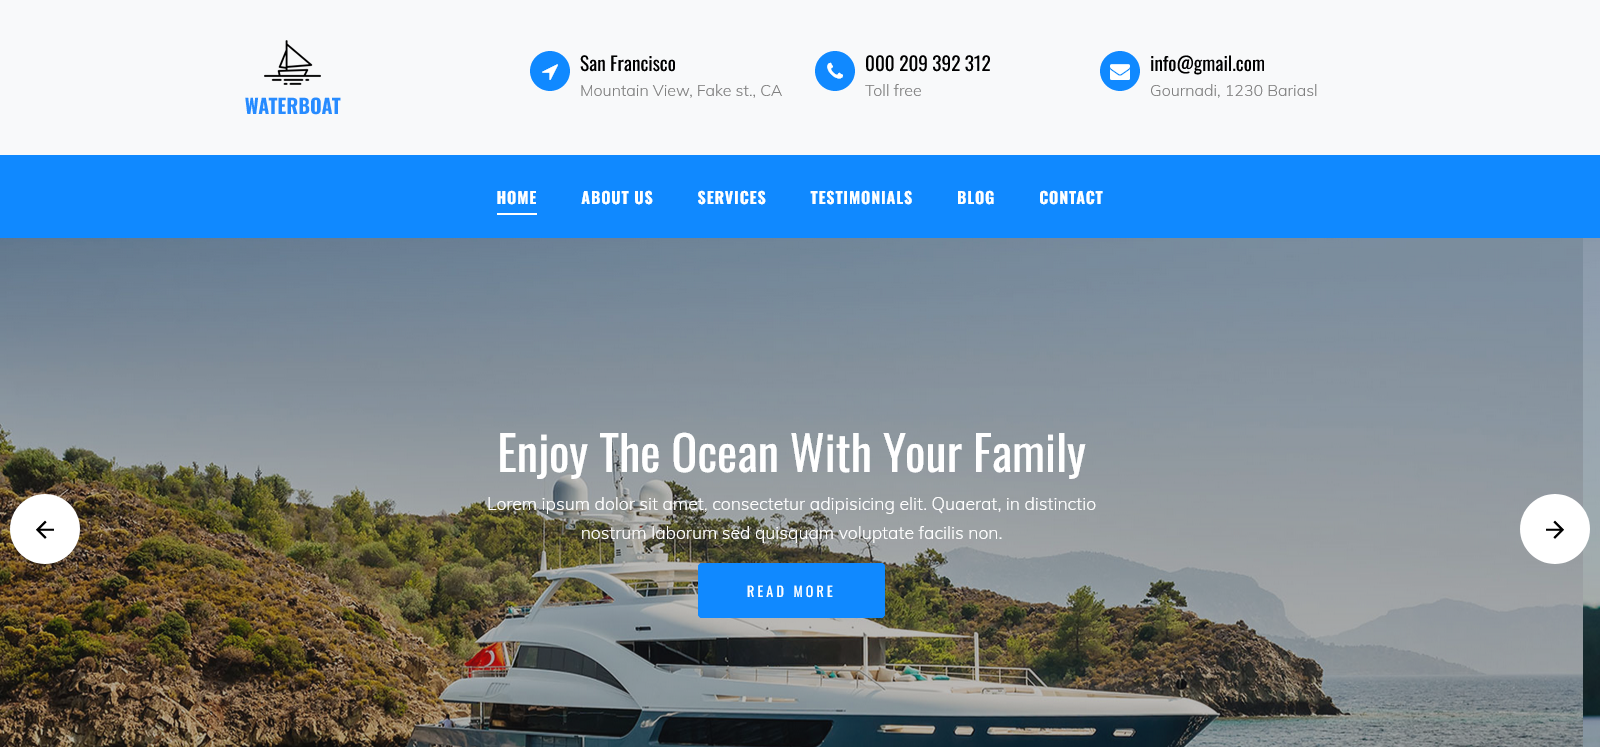 WATERBOAT
San Francisco
Mountain View, Fake st., CA
000 209 392 312
Toll free
info@gmail.com
Gournadi, 1230 Bariasl
HOME
ABOUT US
SERVICES
TESTIMONIALS
BLOG
CONTACT
Enjoy The Ocean With Your Family
Lorem ipsum dolor sit amet, consectetur adipisicing elit. Quaerat, in distinctio
nostrum laborum sed quisquam voluptate facilis non.
READ MORE